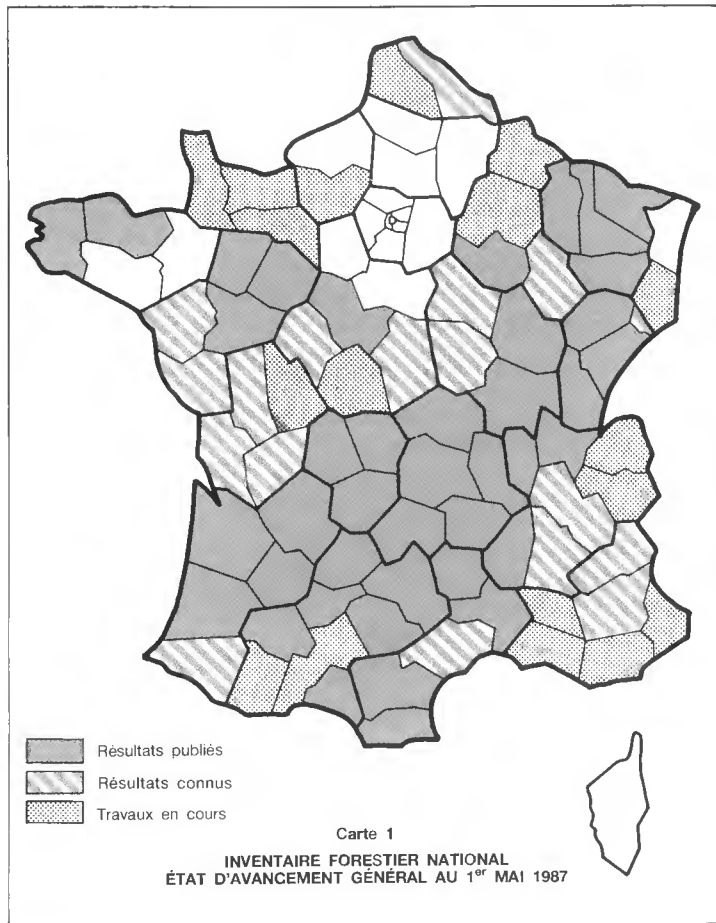 Résultats publiés
Résultats connus
Travaux en cours
Carte 1
INVENTAIRE FORESTIER NATIONAL
ÉTAT D'AVANCEMENT GÉNÉRAL AU 1er MAI 1987